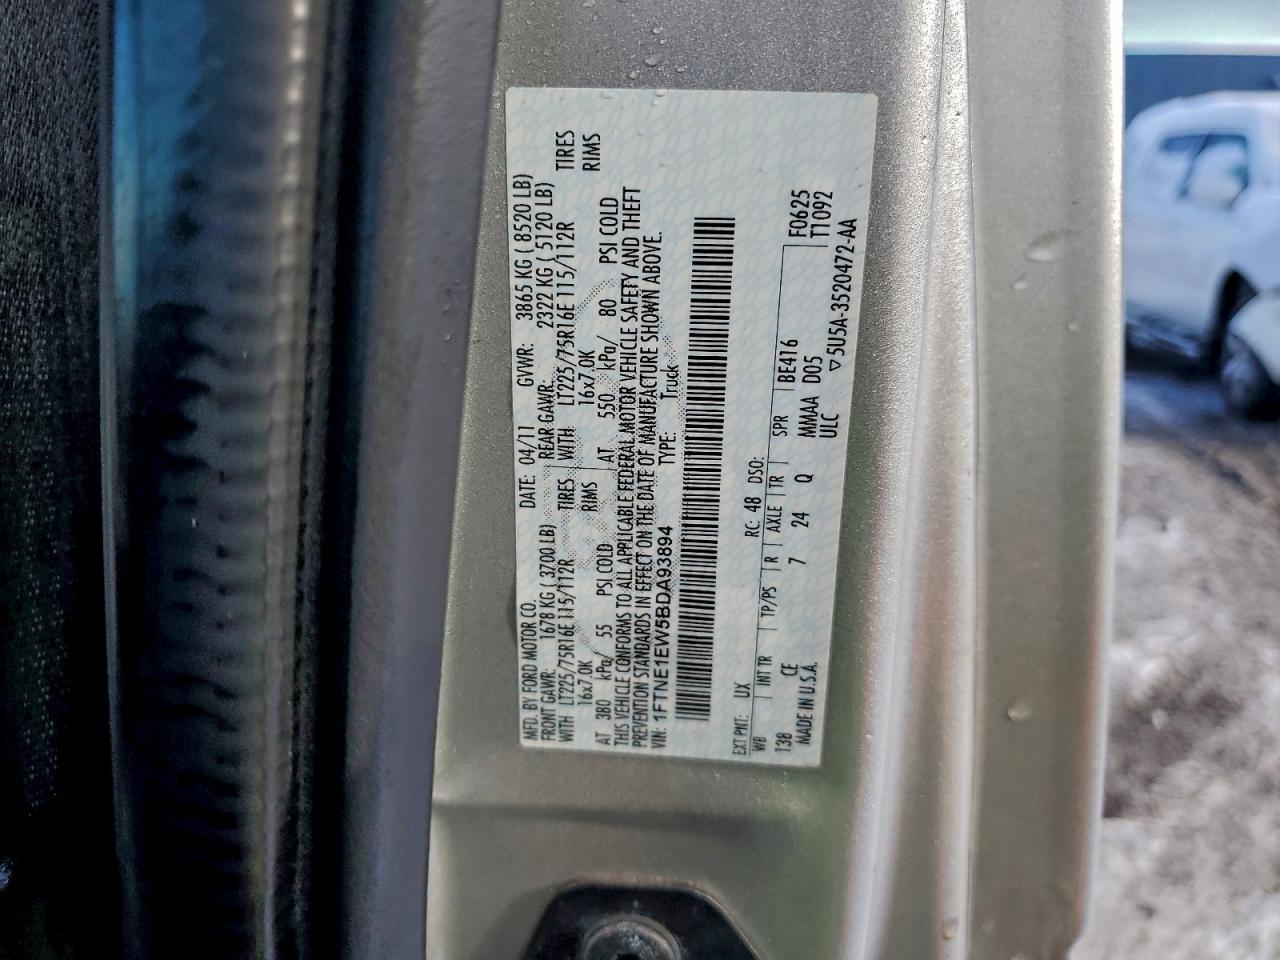 MFD. BY FORD MOTOR CO. DATE: 04/11 GVWR: 3865 KG ( 8520 LB)
FRONT GAWR: 1678 KG ( 3700 LB) REAR GAWR: 2322 KG ( 5120 LB)
WITH LT225/75R16E 115/112R TIRES WITH LT225/75R16E 115/112R TIRES
16x7.0K RIMS 16x7.0K RIMS
AT 380 kPa/ 55 PSI COLD AT 550 kPa/ 80 PSI COLD
THIS VEHICLE CONFORMS TO ALL APPLICABLE FEDERAL MOTOR VEHICLE SAFETY AND THEFT
PREVENTION STANDARDS IN EFFECT ON THE DATE OF MANUFACTURE SHOWN ABOVE.
VIN: 1FTNE1EW5BDA93894 TYPE: Truck
EXT PNT: UX RC: 48 DSO: F0625
WB INT TR TP/PS R AXLE TR SPR BE416 T1092
138 CE 7 24 Q MMAA D05
MADE IN U.S.A. ULC ▽5U5A-3520472-AA